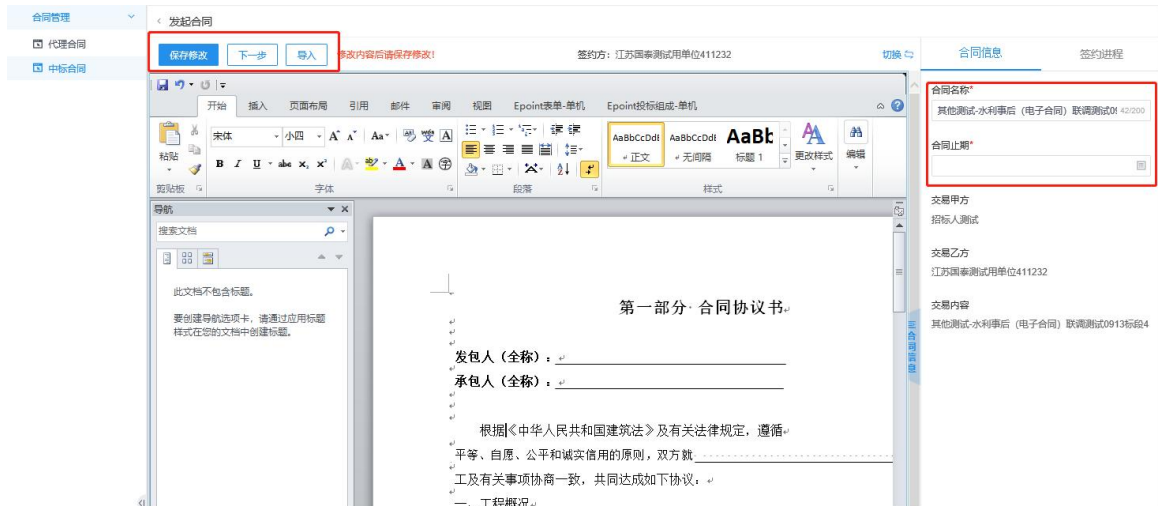 合同管理
代理合同
中标合同
发起合同
保存修改 下一步 导入 修改内容后请保存修改!
签约方: 江苏国泰测试用单位411232
切换
开始 插入 页面布局 引用 邮件 审阅 视图 Epoint表单-单机 Epoint投标组成-单机
粘贴
宋体 小四
AaBbCcDdE AaBbCcDdE AaBb
正文 无间隔 标题 1
更改样式 编辑
剪贴板 字体 段落 样式
导航
搜索文档
此文档不包含标题。
要创建导航选项卡，请通过应用标题
样式在您的文档中创建标题。
第一部分 合同协议书
发包人（全称）：
承包人（全称）：
根据《中华人民共和国建筑法》及有关法律规定，遵循
平等、自愿、公平和诚实信用的原则，双方就
工及有关事项协商一致，共同达成如下协议：
一、工程概况
合同信息
合同信息 签约进程
合同名称*
其他测试-水利事后（电子合同）联调测试09 42/200
合同止期*
交易甲方
招标人测试
交易乙方
江苏国泰测试用单位411232
交易内容
其他测试-水利事后（电子合同）联调测试0913标段4